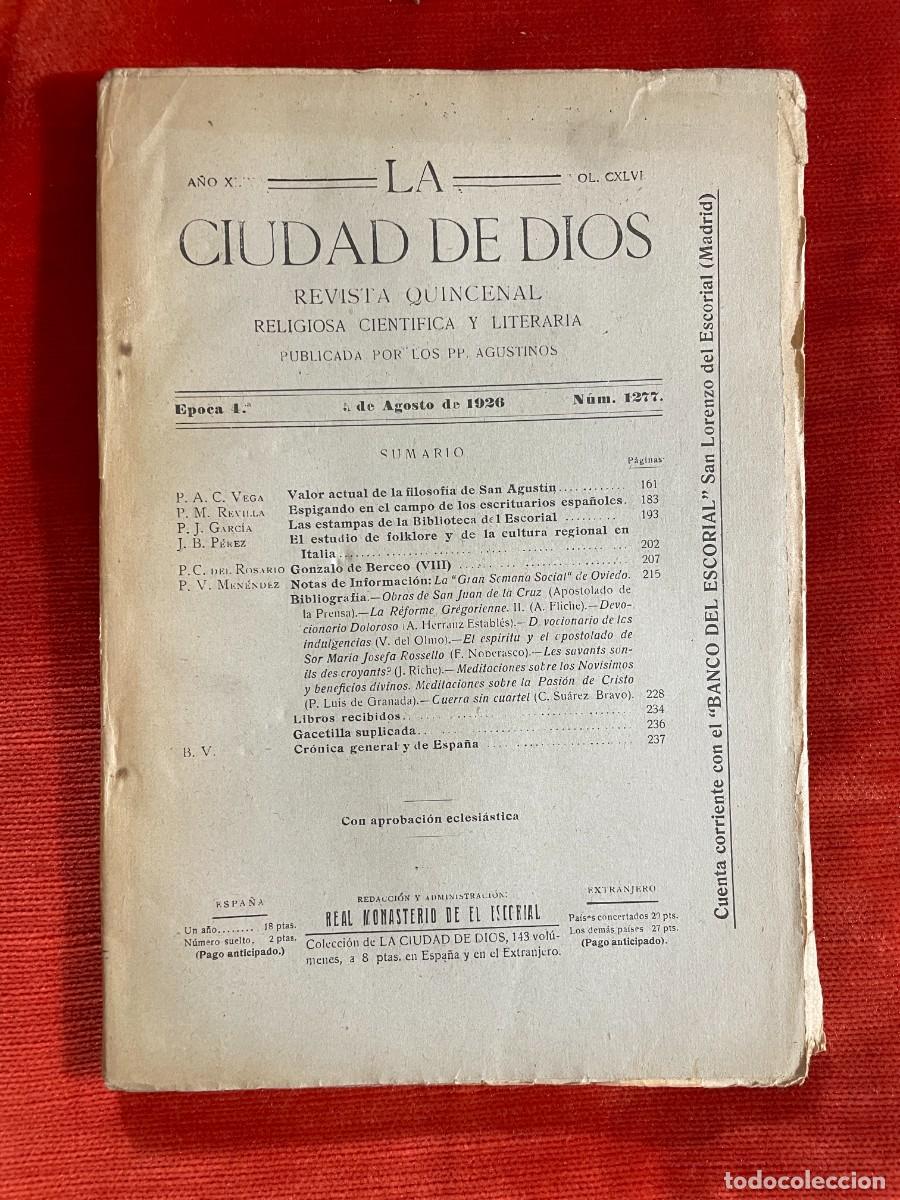 LA
CIUDAD DE DIOS
REVISTA QUINCENAL
RELIGIOSA CIENTIFICA Y LITERARIA
PUBLICADA POR LOS PP. AGUSTINOS
AÑO
OL. CXLVI
Epoca 4.ª de Agosto de 1926 Núm. 1277.
SUMARIO
Páginas
P. A. C. VEGA Valor actual de la filosofía de San Agustín ........... 161
P. M. REVILLA Espigando en el campo de los escrituarios españoles. 183
P. J. GARCÍA Las estampas de la Biblioteca del Escorial ......... 193
J. B. PÉREZ El estudio de folklore y de la cultura regional en
Italia ........ 202
P. C. DEL ROSARIO Gonzalo de Berceo (VIII) ........ 207
P. V. MENÉNDEZ Notas de Información: La "Gran Semana Social" de Oviedo. 215
Bibliografía.—Obras de San Juan de la Cruz (Apostolado de
la Prensa).—La Réforme Grégorienne. II. (A. Fliche).—Devo-
cionario Doloroso (A. Herranz Establés).—D vocionario de las
indulgencias (V. del Olmo).—El espíritu y el apostolado de
Sor Maria Josefa Rossello (F. Noberasco).—Les savants son-
ils des croyants? (J. Riche).—Meditaciones sobre los Novísimos
y beneficios divinos. Meditaciones sobre la Pasión de Cristo
(P. Luis de Granada).—Guerra sin cuartel (C. Suárez Bravo). 228
Libros recibidos ........ 234
Gacetilla suplicada ........ 236
B. V. Crónica general y de España ........ 237
Con aprobación eclesiástica
ESPAÑA
Un año........ 18 ptas.
Número suelto. 2 ptas.
(Pago anticipado.)
REDACCIÓN Y ADMINISTRACIÓN:
REAL MONASTERIO DE EL ESCORIAL
Colección de LA CIUDAD DE DIOS, 143 volú-
menes, a 8 ptas. en España y en el Extranjero.
EXTRANJERO
Países concertados 20 pts.
Los demás países 27 pts.
(Pago anticipado).
Cuenta corriente con el "BANCO DEL ESCORIAL" San Lorenzo del Escorial (Madrid)
todocoleccion